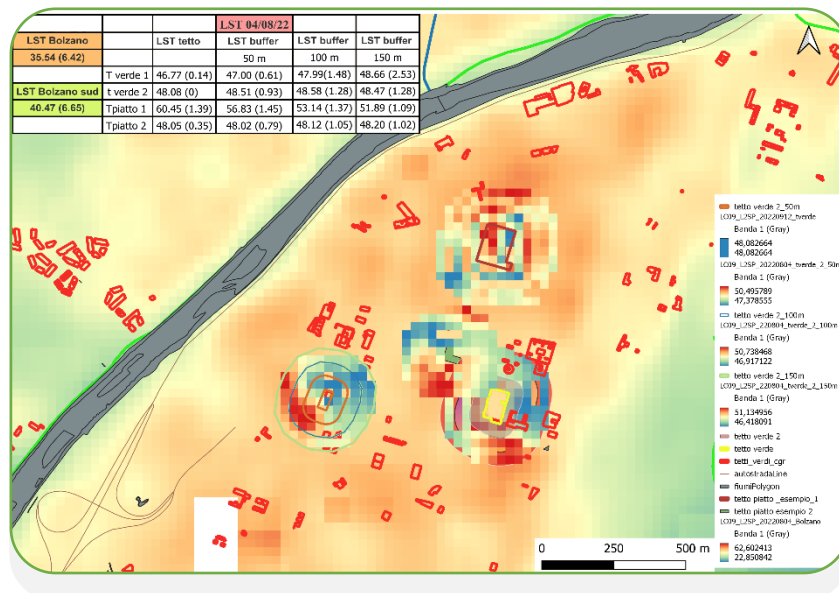 LST 04/08/22
LST Bolzano LST tetto LST buffer LST buffer LST buffer
35.54 (6.42) 50 m 100 m 150 m
T verde 1 46.77 (0.14) 47.00 (0.61) 47.99(1.48) 48.66 (2.53)
LST Bolzano sud t verde 2 48.08 (0) 48.51 (0.93) 48.58 (1.28) 48.47 (1.28)
40.47 (6.65) Tpiatto 1 60.45 (1.39) 56.83 (1.45) 53.14 (1.37) 51.89 (1.09)
Tpiatto 2 48.05 (0.35) 48.02 (0.79) 48.12 (1.05) 48.20 (1.02)
tetto verde 2_50m
LC09_L2SP_20220912_tverde
Banda 1 (Gray)
48,082664
48,082664
LC09_L2SP_20220804_tverde_2_50m
Banda 1 (Gray)
50,495789
47,378555
tetto verde 2_100m
LC09_L2SP_220804_tverde_2_100m
Banda 1 (Gray)
50,738468
46,917122
tetto verde 2_150m
LC09_L2SP_220804_tverde_2_150m
Banda 1 (Gray)
51,134956
46,418091
tetto verde 2
tetto verde
tetti_verdi_cgr
autostradaLine
fiumiPolygon
tetto piatto _esempio_1
tetto piatto esempio 2
LC09_L2SP_20220804_Bolzano
Banda 1 (Gray)
62,602413
22,850842
0 250 500 m